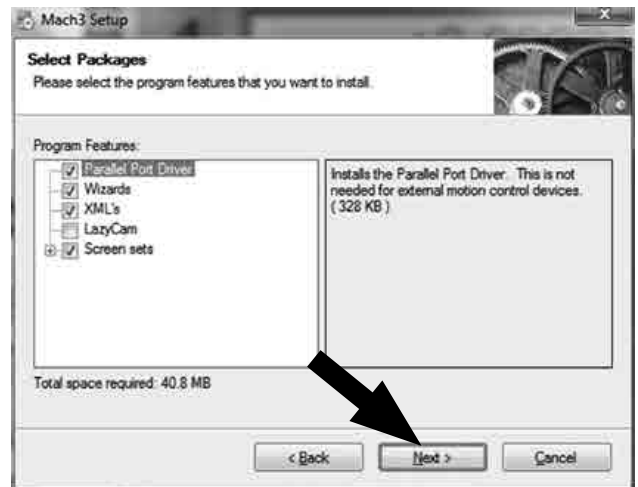 Mach3 Setup
Select Packages
Please select the program features that you want to install.
Program Features:
Parallel Port Driver
Wizards
XML's
LazyCam
Screen sets
Installs the Parallel Port Driver. This is not
needed for external motion control devices.
( 328 KB )
Total space required: 40.8 MB
< Back
Next >
Cancel